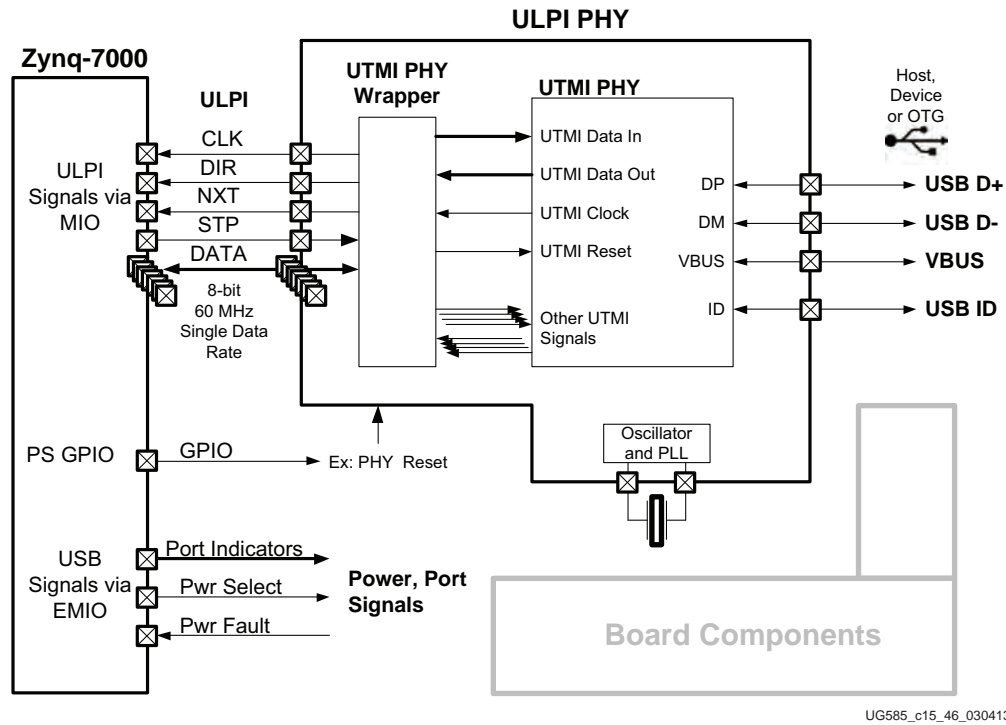 ULPI PHY
Zynq-7000
ULPI
Signals via
MIO
ULPI
CLK
DIR
NXT
STP
DATA
8-bit
60 MHz
Single Data
Rate
UTMI PHY
Wrapper
UTMI PHY
UTMI Data In
UTMI Data Out
UTMI Clock
UTMI Reset
Other UTMI
Signals
DP
DM
VBUS
ID
Host,
Device
or OTG
USB D+
USB D-
VBUS
USB ID
Oscillator
and PLL
PS GPIO
GPIO
Ex: PHY Reset
USB
Signals via
EMIO
Port Indicators
Pwr Select
Pwr Fault
Power, Port
Signals
Board Components
UG585_c15_46_030413